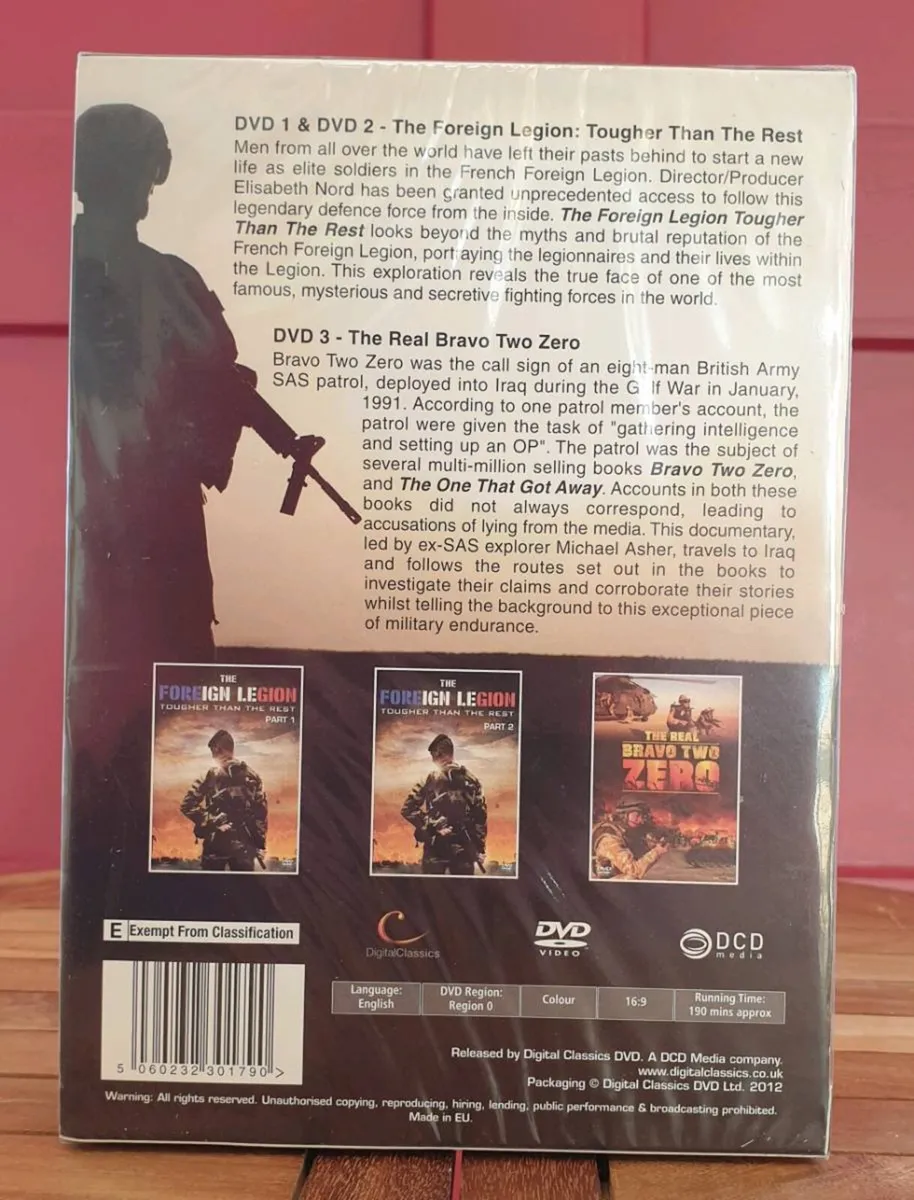 DVD 1 & DVD 2 - The Foreign Legion: Tougher Than The Rest
Men from all over the world have left their pasts behind to start a new
life as elite soldiers in the French Foreign Legion. Director/Producer
Elisabeth Nord has been granted unprecedented access to follow this
legendary defence force from the inside. The Foreign Legion Tougher
Than The Rest looks beyond the myths and brutal reputation of the
French Foreign Legion, portraying the legionnaires and their lives within
the Legion. This exploration reveals the true face of one of the most
famous, mysterious and secretive fighting forces in the world.
DVD 3 - The Real Bravo Two Zero
Bravo Two Zero was the call sign of an eight-man British Army
SAS patrol, deployed into Iraq during the Gulf War in January,
1991. According to one patrol member's account, the
patrol were given the task of "gathering intelligence
and setting up an OP". The patrol was the subject of
several multi-million selling books Bravo Two Zero,
and The One That Got Away. Accounts in both these
books did not always correspond, leading to
accusations of lying from the media. This documentary,
led by ex-SAS explorer Michael Asher, travels to Iraq
and follows the routes set out in the books to
investigate their claims and corroborate their stories
whilst telling the background to this exceptional piece
of military endurance.
THE
FOREIGN LEGION
TOUGHER THAN THE REST
PART 1
THE
FOREIGN LEGION
TOUGHER THAN THE REST
PART 2
THE REAL
BRAVO TWO
ZERO
E Exempt From Classification
DigitalClassics
DVD
VIDEO
DCD
media
Language:
English
DVD Region:
Region 0
Colour
16:9
Running Time:
190 mins approx
5 060232 301790 >
Released by Digital Classics DVD. A DCD Media company.
www.digitalclassics.co.uk
Packaging © Digital Classics DVD Ltd. 2012
Warning: All rights reserved. Unauthorised copying, reproducing, hiring, lending, public performance & broadcasting prohibited.
Made in EU.